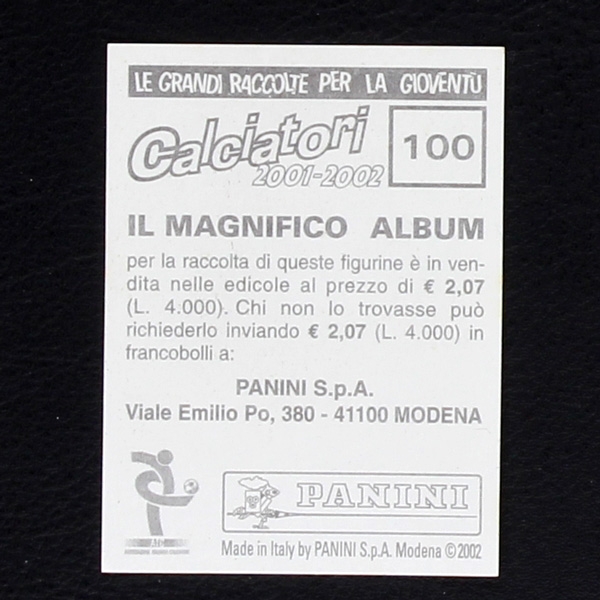 LE GRANDI RACCOLTE PER LA GIOVENTÙ
Calciatori
2001-2002
100
IL MAGNIFICO ALBUM
per la raccolta di queste figurine è in ven-
dita nelle edicole al prezzo di € 2,07
(L. 4.000). Chi non lo trovasse può
richiederlo inviando € 2,07 (L. 4.000) in
francobolli a:
PANINI S.p.A.
Viale Emilio Po, 380 - 41100 MODENA
PANINI
Made in Italy by PANINI S.p.A. Modena © 2002